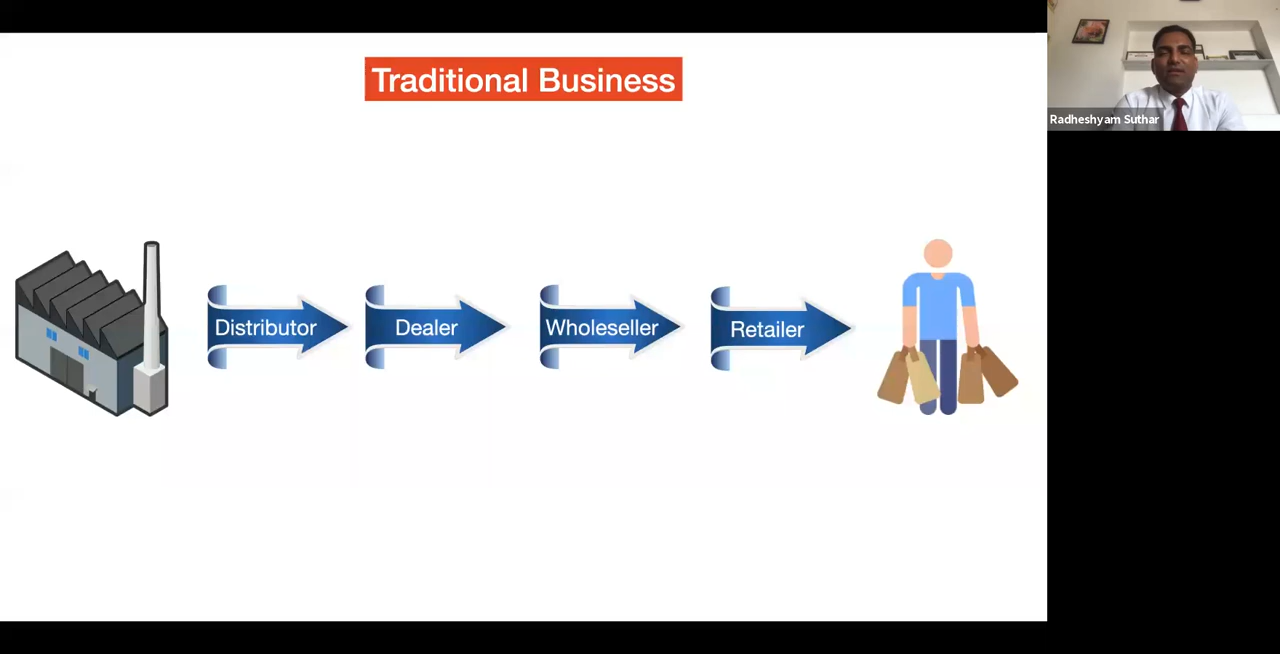 Traditional Business
Radheshyam Suthar
Distributor
Dealer
Wholeseller
Retailer